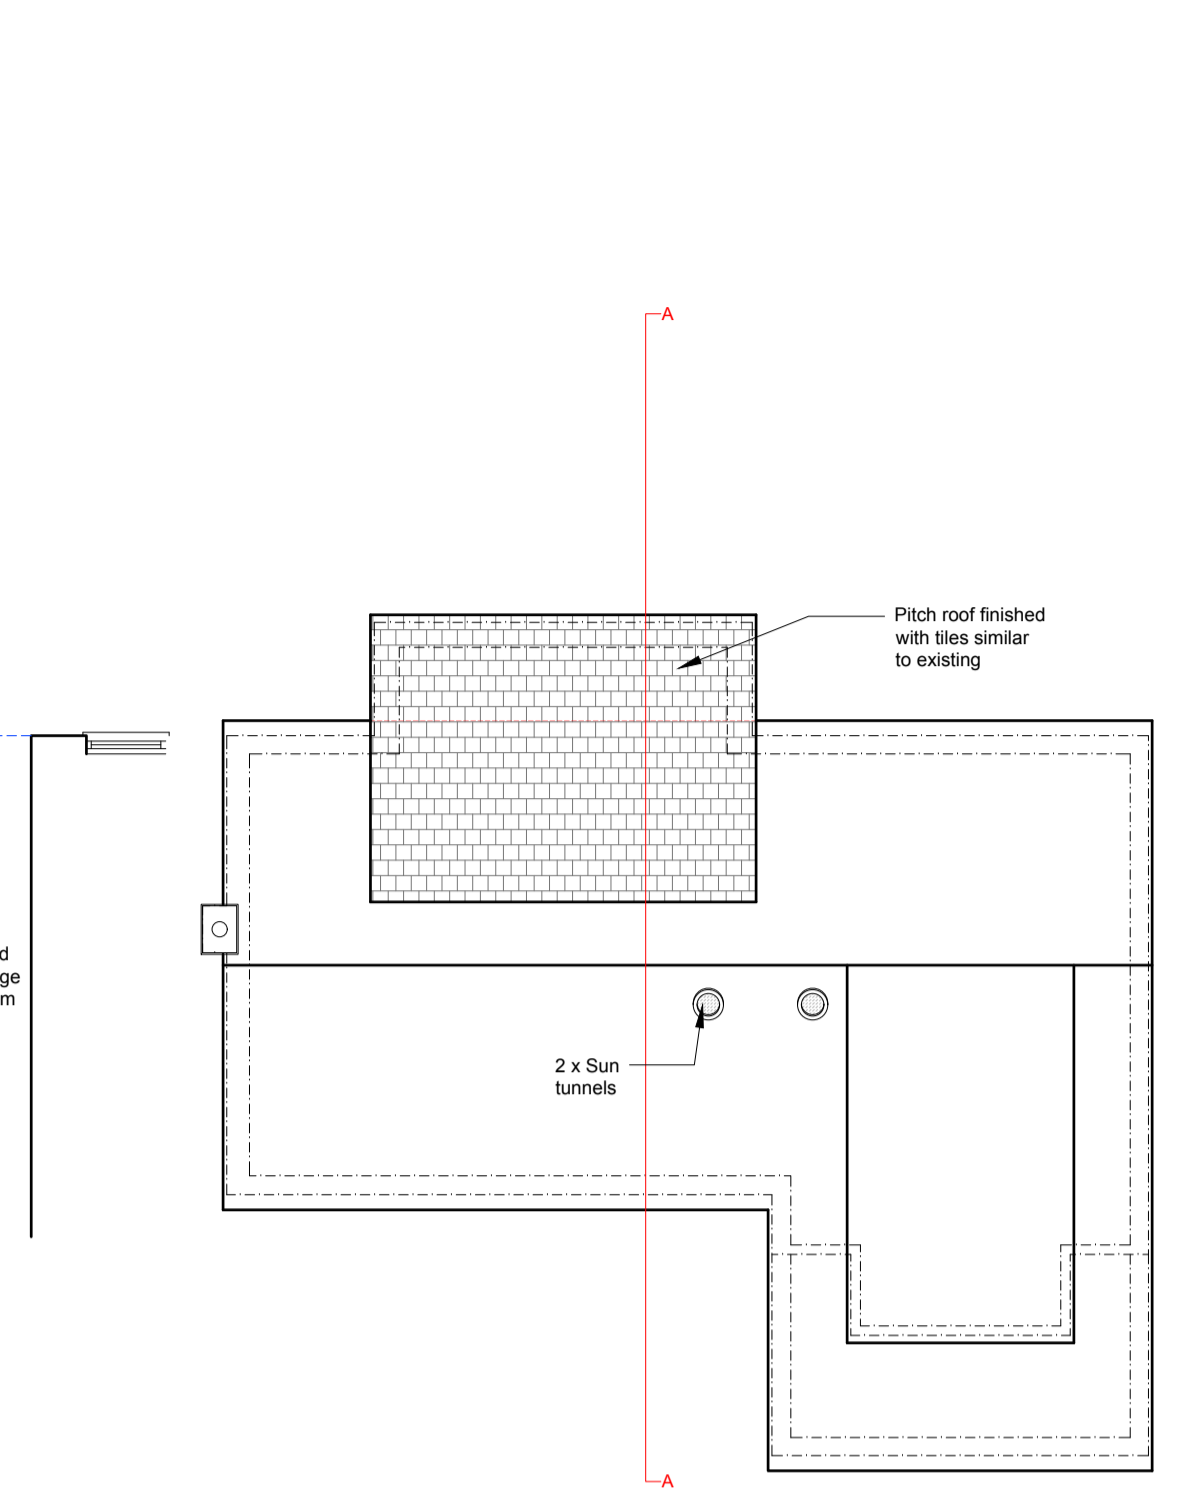 A
Pitch roof finished
with tiles similar
to existing
d
ge
m
2 x Sun
tunnels
A